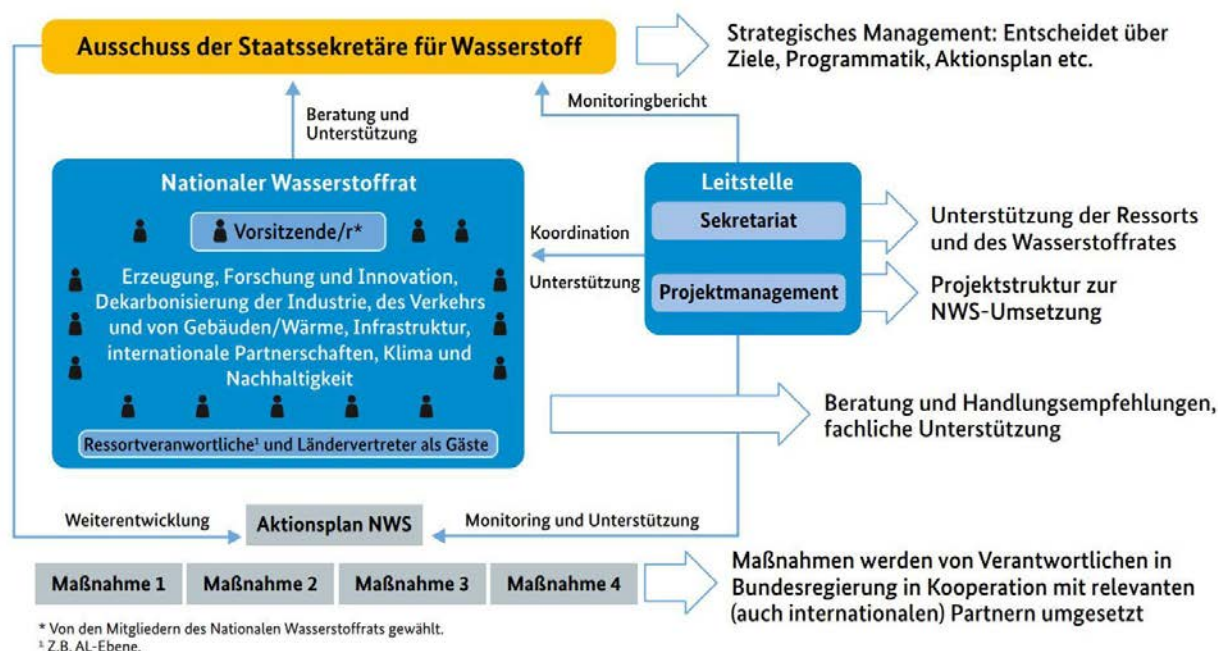 Ausschuss der Staatssekretäre für Wasserstoff
Strategisches Management: Entscheidet über
Ziele, Programmatik, Aktionsplan etc.
Beratung und
Unterstützung
Monitoringbericht
Nationaler Wasserstoffrat
Vorsitzende/r*
Erzeugung, Forschung und Innovation,
Dekarbonisierung der Industrie, des Verkehrs
und von Gebäuden/Wärme, Infrastruktur,
internationale Partnerschaften, Klima und
Nachhaltigkeit
Ressortveranwortliche¹ und Ländervertreter als Gäste
Koordination
Unterstützung
Leitstelle
Sekretariat
Projektmanagement
Unterstützung der Ressorts
und des Wasserstoffrates
Projektstruktur zur
NWS-Umsetzung
Beratung und Handlungsempfehlungen,
fachliche Unterstützung
Weiterentwicklung
Aktionsplan NWS
Monitoring und Unterstützung
Maßnahme 1
Maßnahme 2
Maßnahme 3
Maßnahme 4
Maßnahmen werden von Verantwortlichen in
Bundesregierung in Kooperation mit relevanten
(auch internationalen) Partnern umgesetzt
* Von den Mitgliedern des Nationalen Wasserstoffrats gewählt.
¹ Z.B. AL-Ebene.